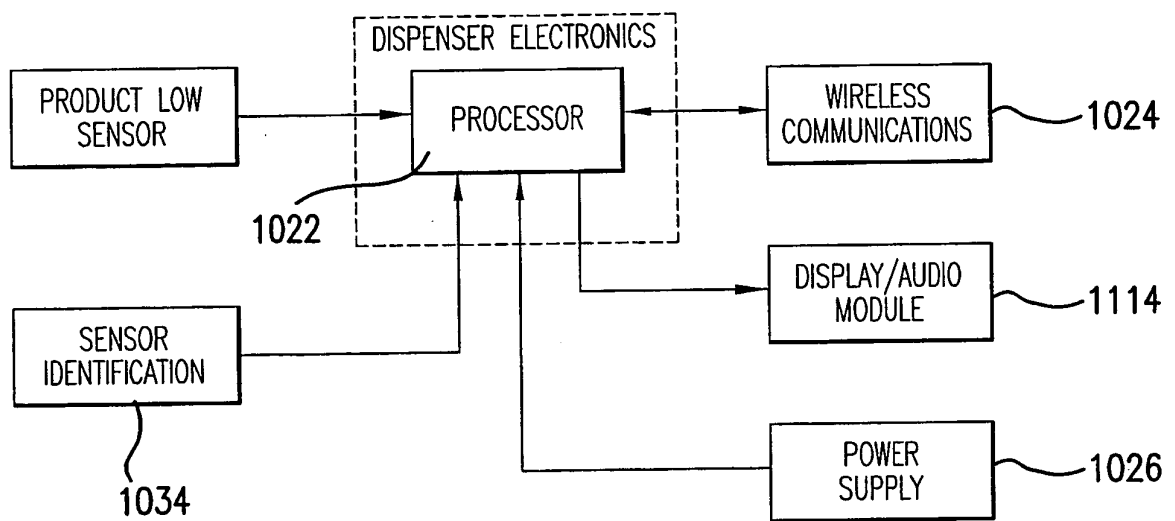 DISPENSER ELECTRONICS
PRODUCT LOW
SENSOR
PROCESSOR
WIRELESS
COMMUNICATIONS
1024
1022
DISPLAY/AUDIO
MODULE
1114
SENSOR
IDENTIFICATION
1034
POWER
SUPPLY
1026